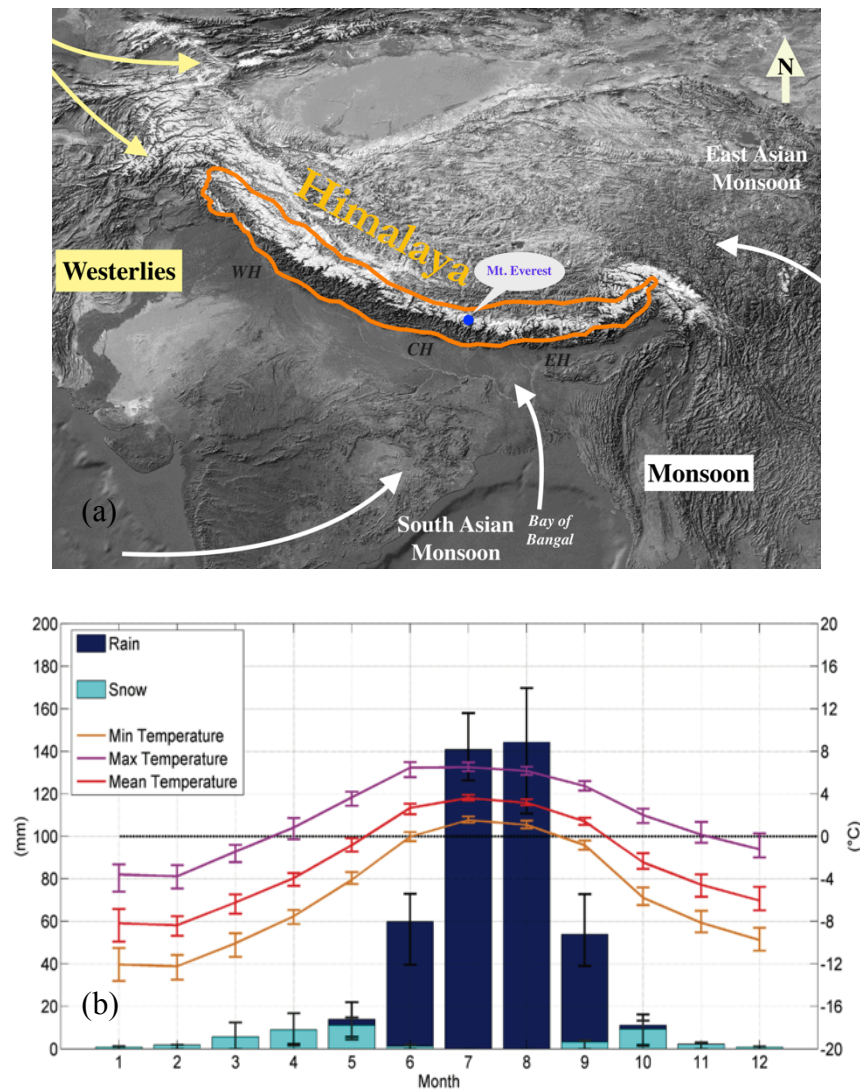 N
East Asian
Monsoon
Himalaya
Westerlies
Mt. Everest
WH
CH
EH
Monsoon
(a)
South Asian
Monsoon
Bay of
Bangal
200
180
160
140
120
100
80
60
40
20
0
(mm)
Rain
Snow
Min Temperature
Max Temperature
Mean Temperature
20
16
12
8
4
0
-4
-8
-12
-16
-20
(°C)
(b)
1 2 3 4 5 6 7 8 9 10 11 12
Month